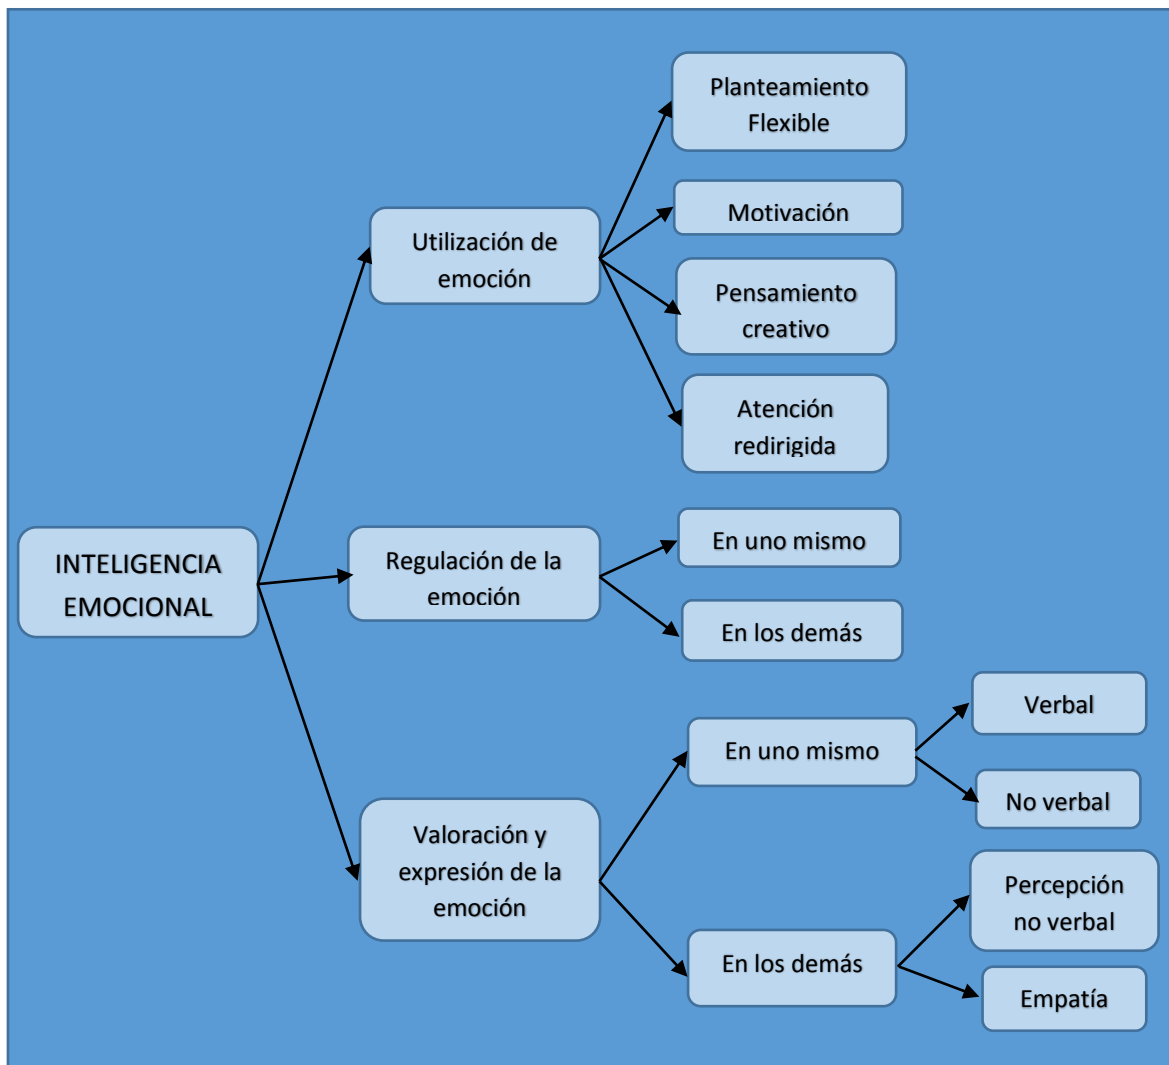 Planteamiento
Flexible
Motivación
Utilización de
emoción
Pensamiento
creativo
Atención
redirigida
INTELIGENCIA
EMOCIONAL
Regulación de la
emoción
En uno mismo
En los demás
Valoración y
expresión de la
emoción
En uno mismo
Verbal
No verbal
En los demás
Percepción
no verbal
Empatía